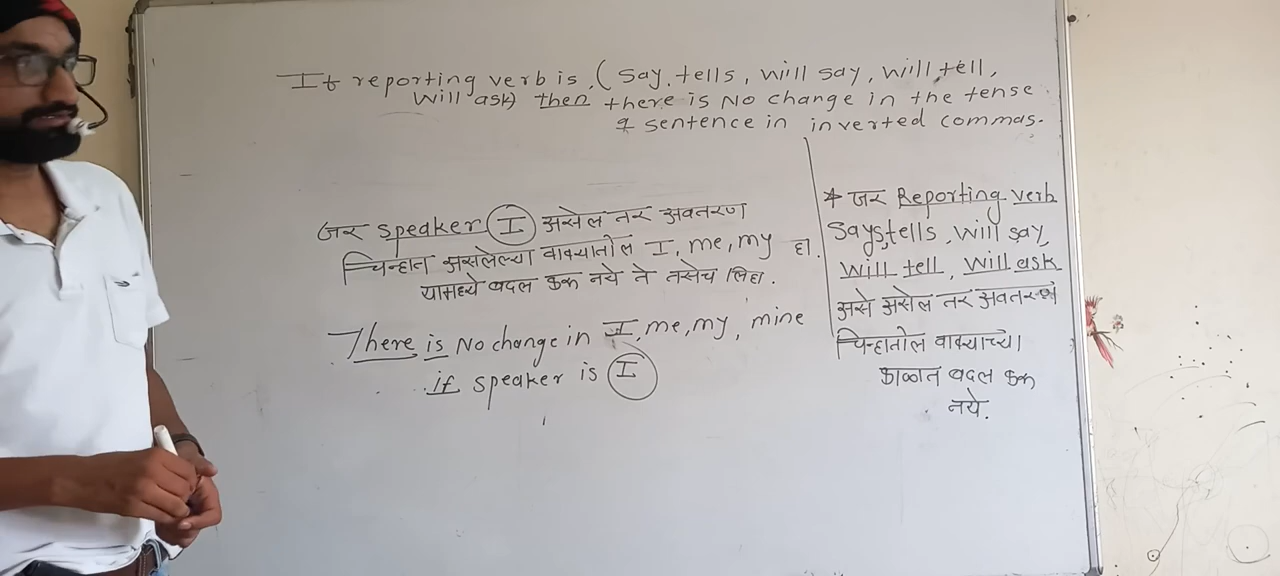 If reporting verb is, (say, tells, will say, will tell,
Will ask) then there is No change in the tense
of sentence in inverted commas.
जर speaker I असेल तर अवतरण
चिन्हात असलेल्या वाक्यातील I, me, my
यामध्ये बदल करू नये ते तसेच लिहा.
There is No change in I, me, my, mine
if speaker is I
* जर Reporting verb
Says, tells, will say,
will tell, will ask
असे असेल तर अवतरण
चिन्हातील वाक्याच्या
काळात बदल करू
नये.